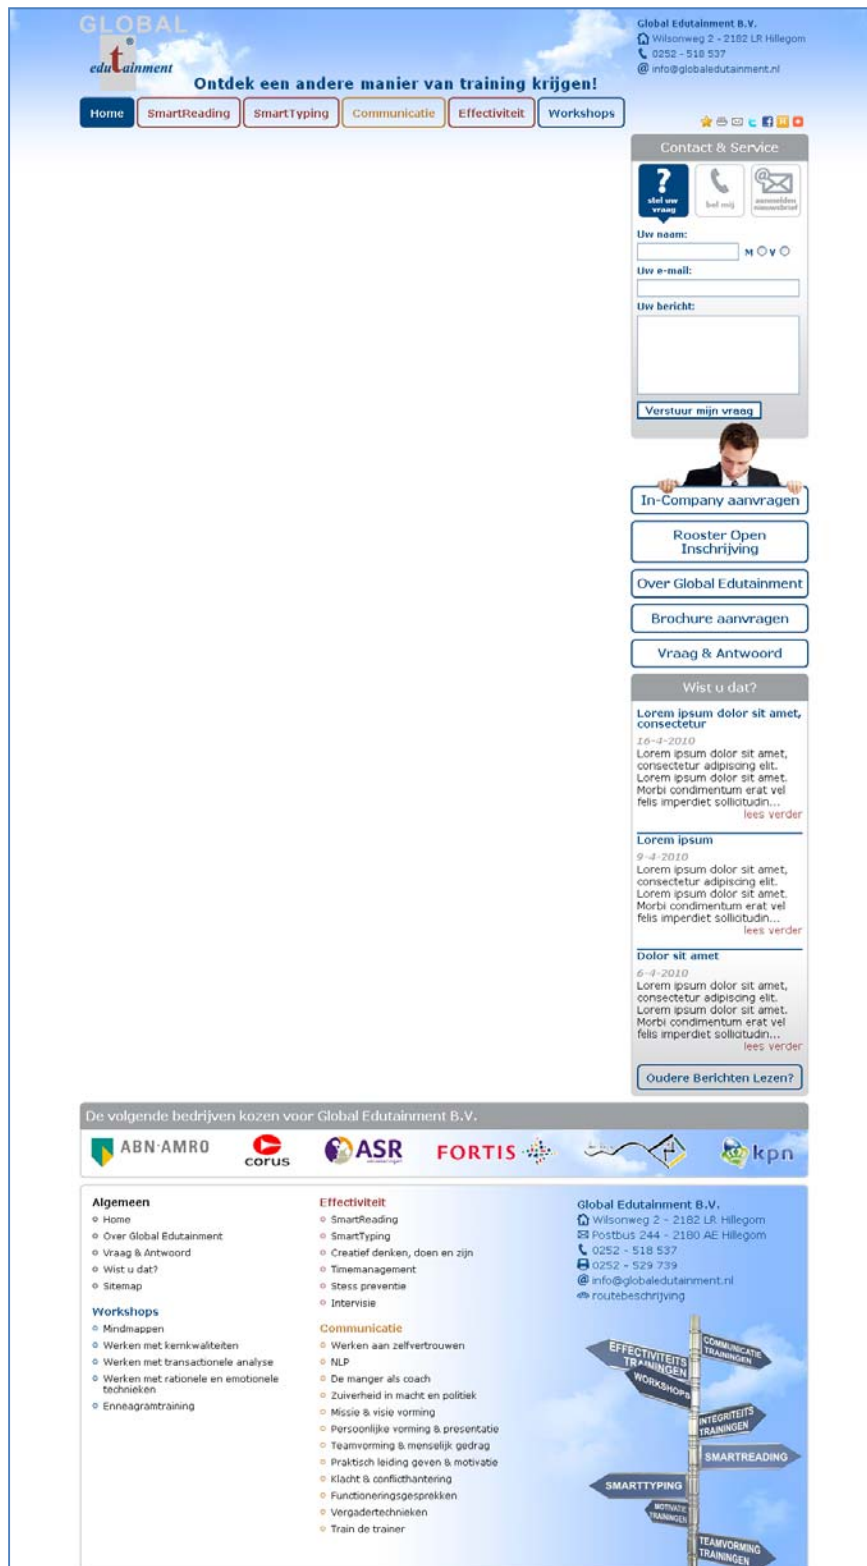 GLOBAL
edutainment
®
Ontdek een andere manier van training krijgen!
Global Edutainment B.V.
Wilsonweg 2 - 2182 LR Hillegom
0252 - 518 537
info@globaledutainment.nl
Home
SmartReading
SmartTyping
Communicatie
Effectiviteit
Workshops
Contact & Service
stel uw
vraag
bel mij
aanmelden
nieuwsbrief
Uw naam:
M V
Uw e-mail:
Uw bericht:
Verstuur mijn vraag
In-Company aanvragen
Rooster Open
Inschrijving
Over Global Edutainment
Brochure aanvragen
Vraag & Antwoord
Wist u dat?
Lorem ipsum dolor sit amet,
consectetur
16-4-2010
Lorem ipsum dolor sit amet,
consectetur adipiscing elit.
Lorem ipsum dolor sit amet.
Morbi condimentum erat vel
felis imperdiet sollicitudin...
lees verder
Lorem ipsum
9-4-2010
Lorem ipsum dolor sit amet,
consectetur adipiscing elit.
Lorem ipsum dolor sit amet.
Morbi condimentum erat vel
felis imperdiet sollicitudin...
lees verder
Dolor sit amet
6-4-2010
Lorem ipsum dolor sit amet,
consectetur adipiscing elit.
Lorem ipsum dolor sit amet.
Morbi condimentum erat vel
felis imperdiet sollicitudin...
lees verder
Oudere Berichten Lezen?
De volgende bedrijven kozen voor Global Edutainment B.V.
ABN·AMRO
corus
ASR
FORTIS
kpn
Algemeen
Home
Over Global Edutainment
Vraag & Antwoord
Wist u dat?
Sitemap
Workshops
Mindmappen
Werken met kernkwaliteiten
Werken met transactionele analyse
Werken met rationele en emotionele
technieken
Enneagramtraining
Effectiviteit
SmartReading
SmartTyping
Creatief denken, doen en zijn
Timemanagement
Stess preventie
Intervisie
Communicatie
Werken aan zelfvertrouwen
NLP
De manger als coach
Zuiverheid in macht en politiek
Missie & visie vorming
Persoonlijke vorming & presentatie
Teamvorming & menselijk gedrag
Praktisch leiding geven & motivatie
Klacht & conflicthantering
Functioneringsgesprekken
Vergadertechnieken
Train de trainer
Global Edutainment B.V.
Wilsonweg 2 - 2182 LR Hillegom
Postbus 244 - 2180 AE Hillegom
0252 - 518 537
0252 - 529 739
info@globaledutainment.nl
routebeschrijving
EFFECTIVITEITS
TRAININGEN
COMMUNICATIE
TRAININGEN
WORKSHOPS
INTEGRITEITS
TRAININGEN
SMARTREADING
SMARTTYPING
MOTIVATIE
TRAININGEN
TEAMVORMING
TRAININGEN